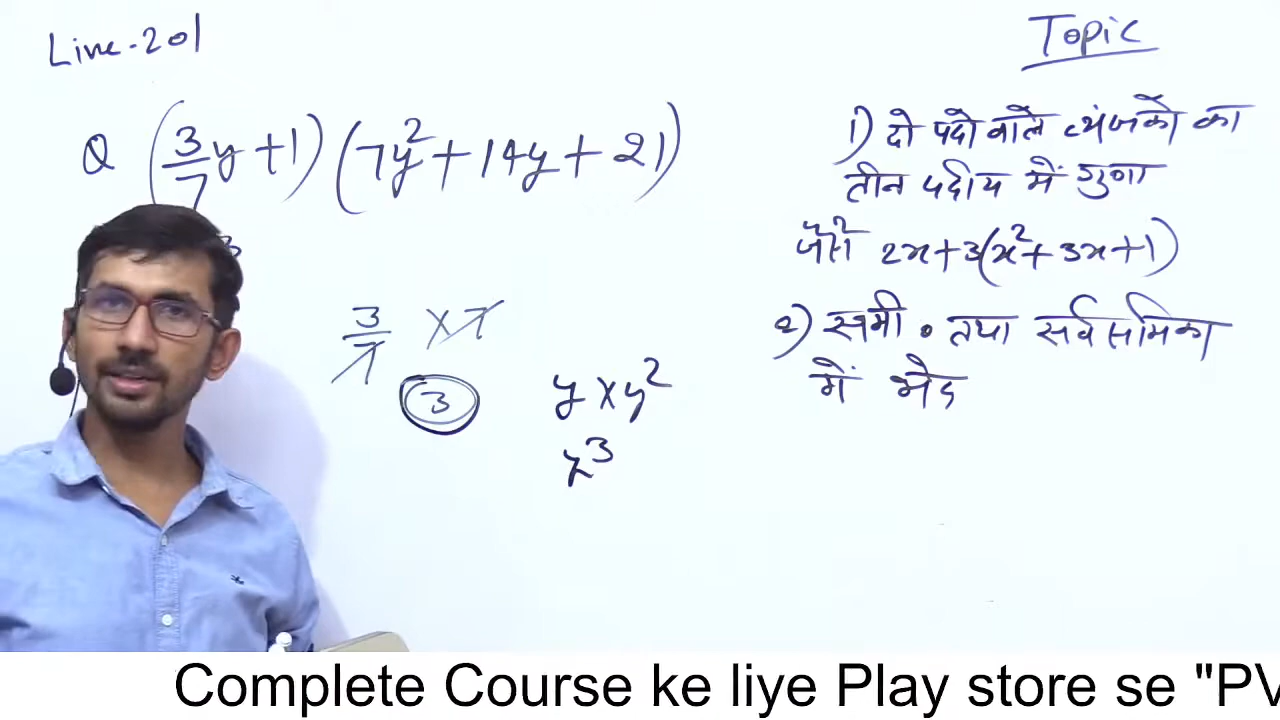 Line-201
Q (3/7 y + 1) (7y² + 14y + 21)
3/7 × 7
3
y × y²
y³
Topic
1) दो पदो वाले व्यंजको का
तीन पदीय में गुणा
जैसे 2x+3(x²+3x+1)
2) समी॰ तथा सर्वसमिका
में भेद
Complete Course ke liye Play store se "PV